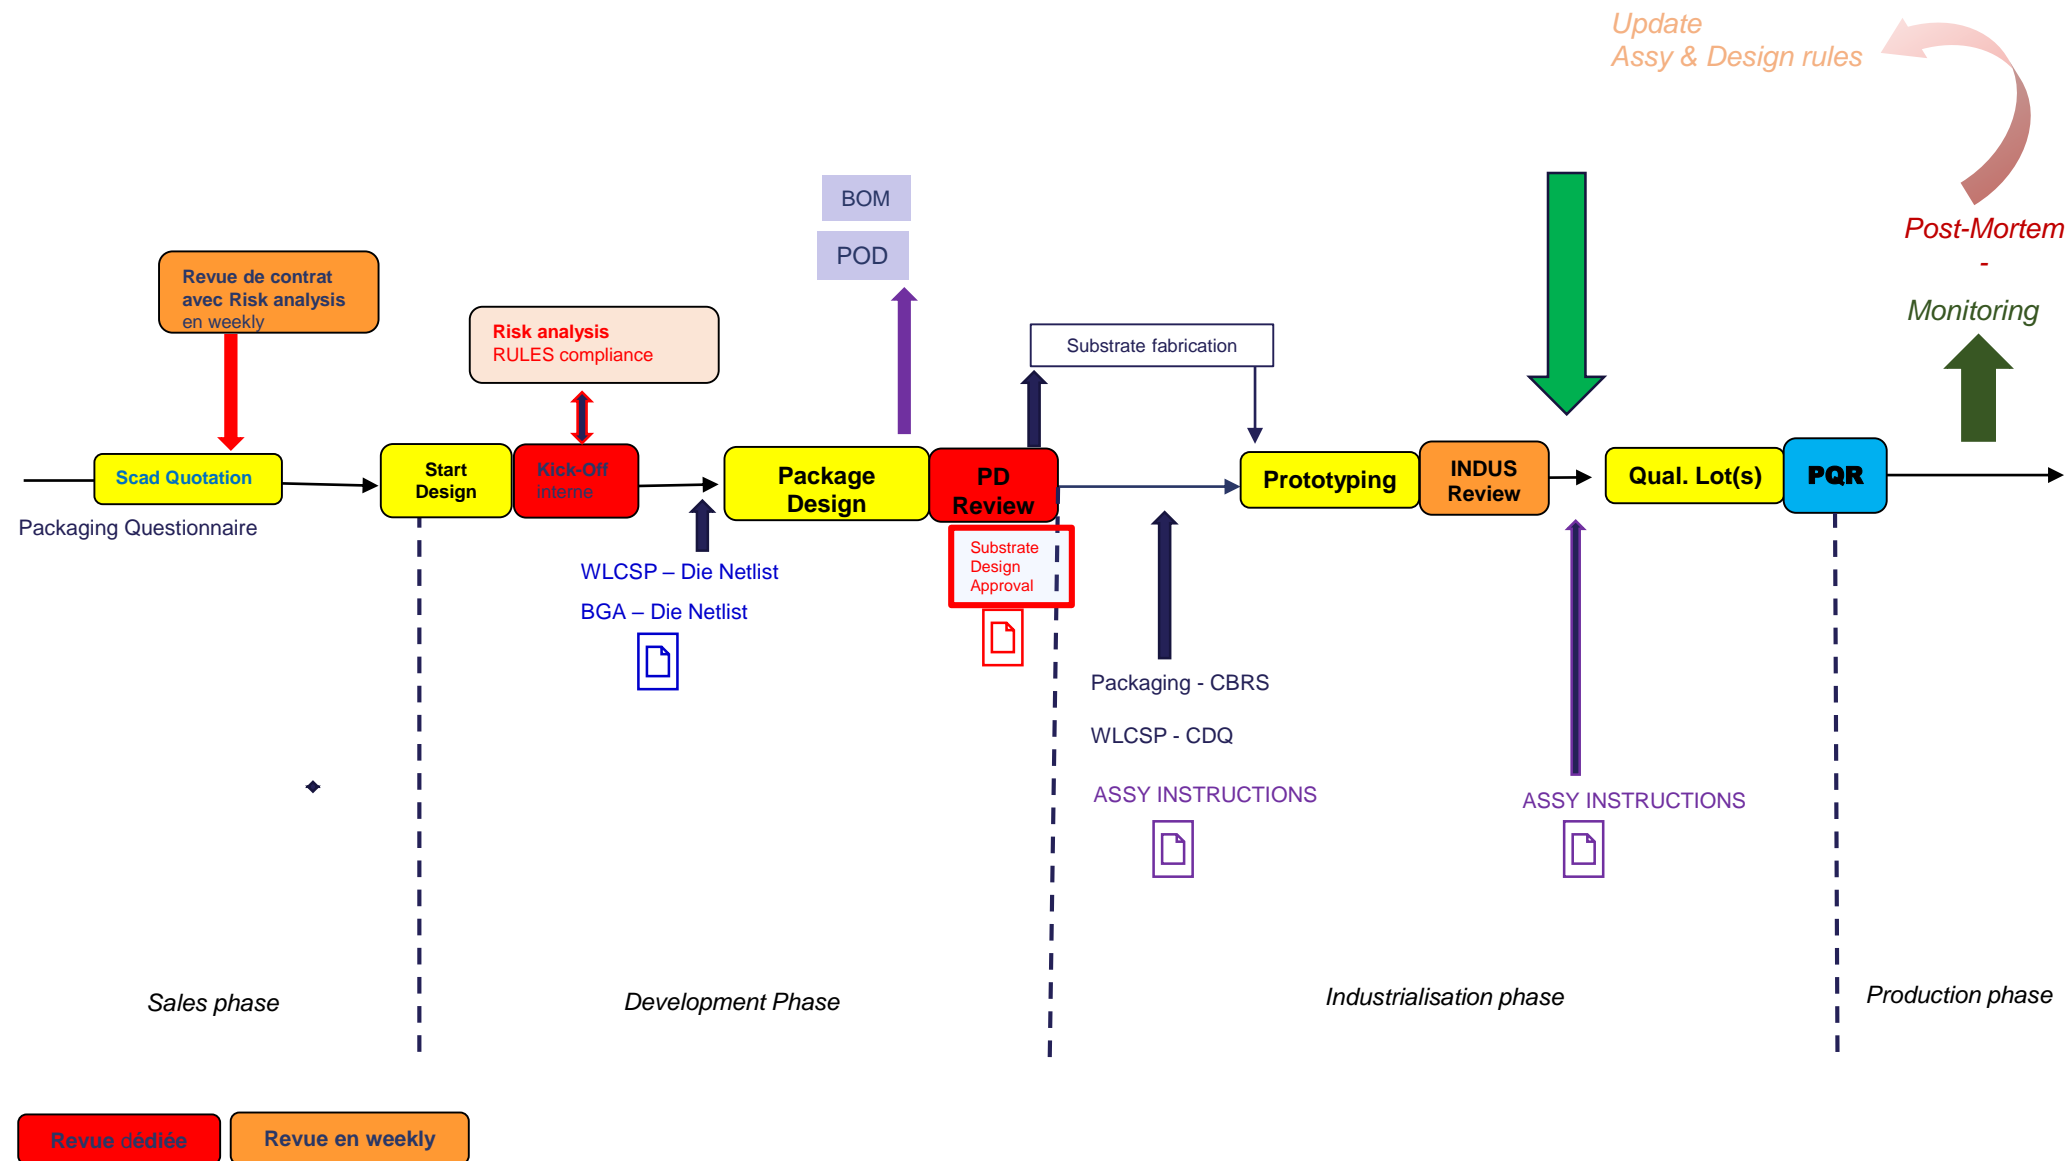 Update
Assy & Design rules
BOM
POD
Post-Mortem
-
Monitoring
Revue de contrat
avec Risk analysis
en weekly
Risk analysis
RULES compliance
Substrate fabrication
Scad Quotation
Packaging Questionnaire
Start
Design
Kick-Off
interne
Package
Design
PD
Review
Prototyping
INDUS
Review
Qual. Lot(s)
PQR
Substrate
Design
Approval
WLCSP – Die Netlist
BGA – Die Netlist
Packaging - CBRS
WLCSP - CDQ
ASSY INSTRUCTIONS
ASSY INSTRUCTIONS
Sales phase
Development Phase
Industrialisation phase
Production phase
Revue dédiée
Revue en weekly